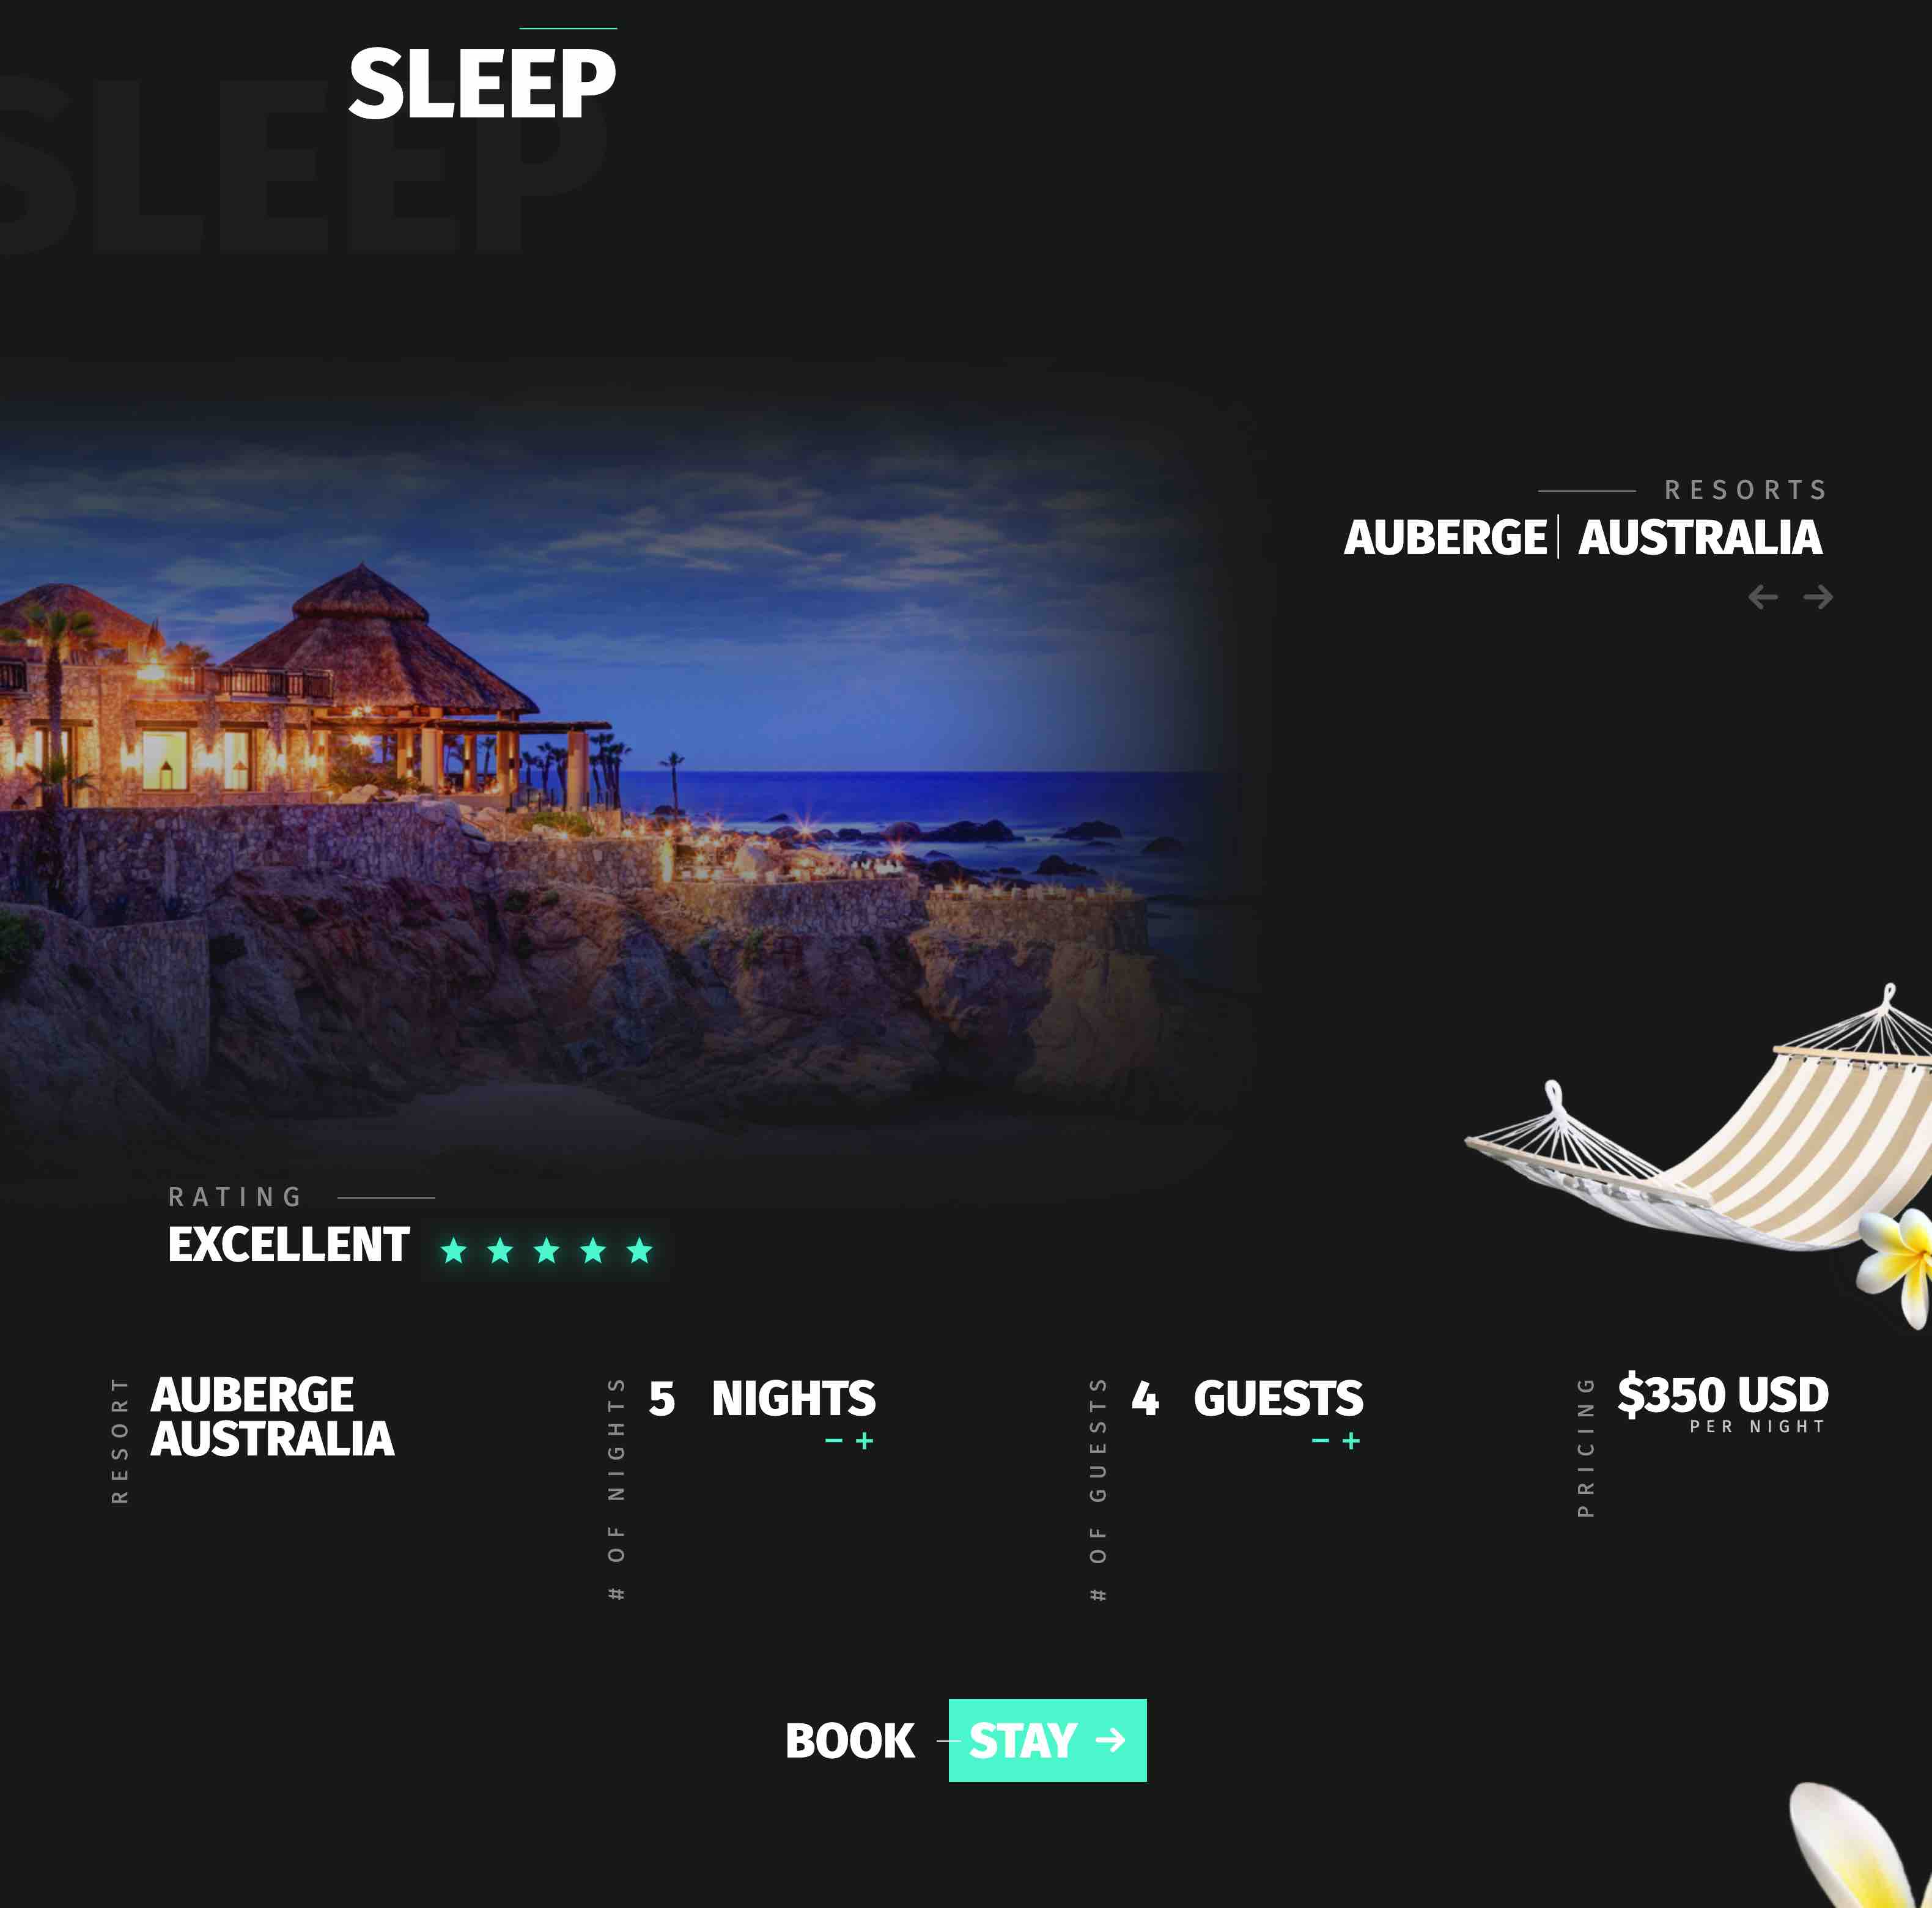 SLEEP
SLEEP
RESORTS
AUBERGE | AUSTRALIA
RATING
EXCELLENT
RESORT
AUBERGE
AUSTRALIA
# OF NIGHTS
5 NIGHTS
- +
# OF GUESTS
4 GUESTS
- +
PRICING
$350 USD
PER NIGHT
BOOK STAY